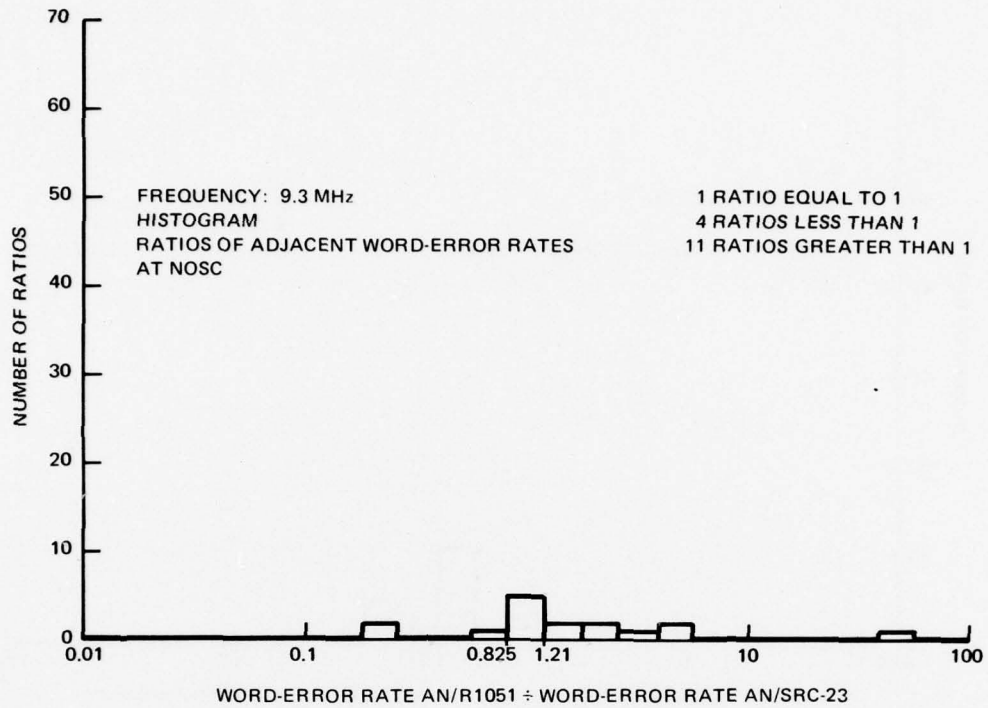 70
60
50
40
30
20
10
0
NUMBER OF RATIOS
FREQUENCY: 9.3 MHz
HISTOGRAM
RATIOS OF ADJACENT WORD-ERROR RATES
AT NOSC
1 RATIO EQUAL TO 1
4 RATIOS LESS THAN 1
11 RATIOS GREATER THAN 1
0.01 0.1 0.825 1.21 10 100
WORD-ERROR RATE AN/R1051 ÷ WORD-ERROR RATE AN/SRC-23